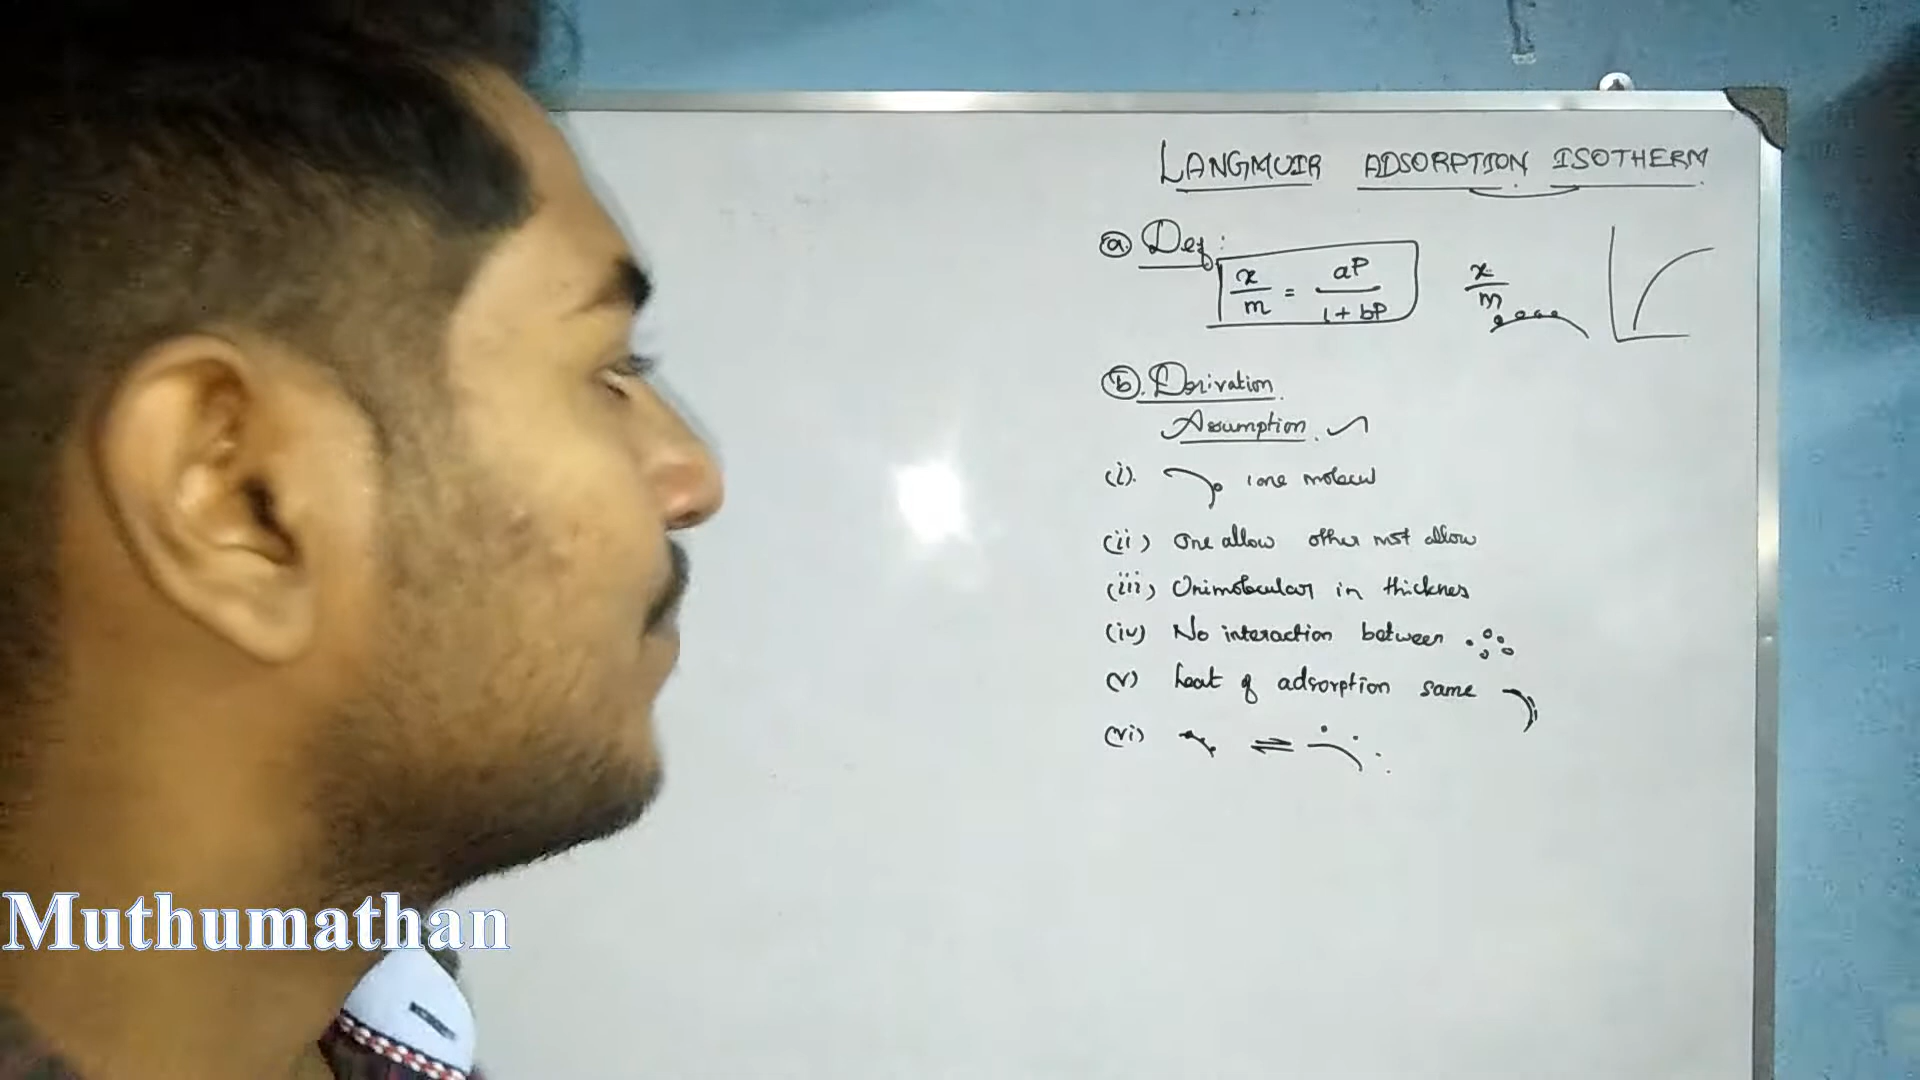 LANGMUIR ADSORPTION ISOTHERM
(a) Def:
x/m = aP/1+bP
x/m
(b). Derivation
Assumption.
(i). one molecul
(ii) One allow other not allow
(iii) Unimolecular in thicknes
(iv) No interaction between
(v) heat of adsorption same
(vi) ⇌
Muthumathan